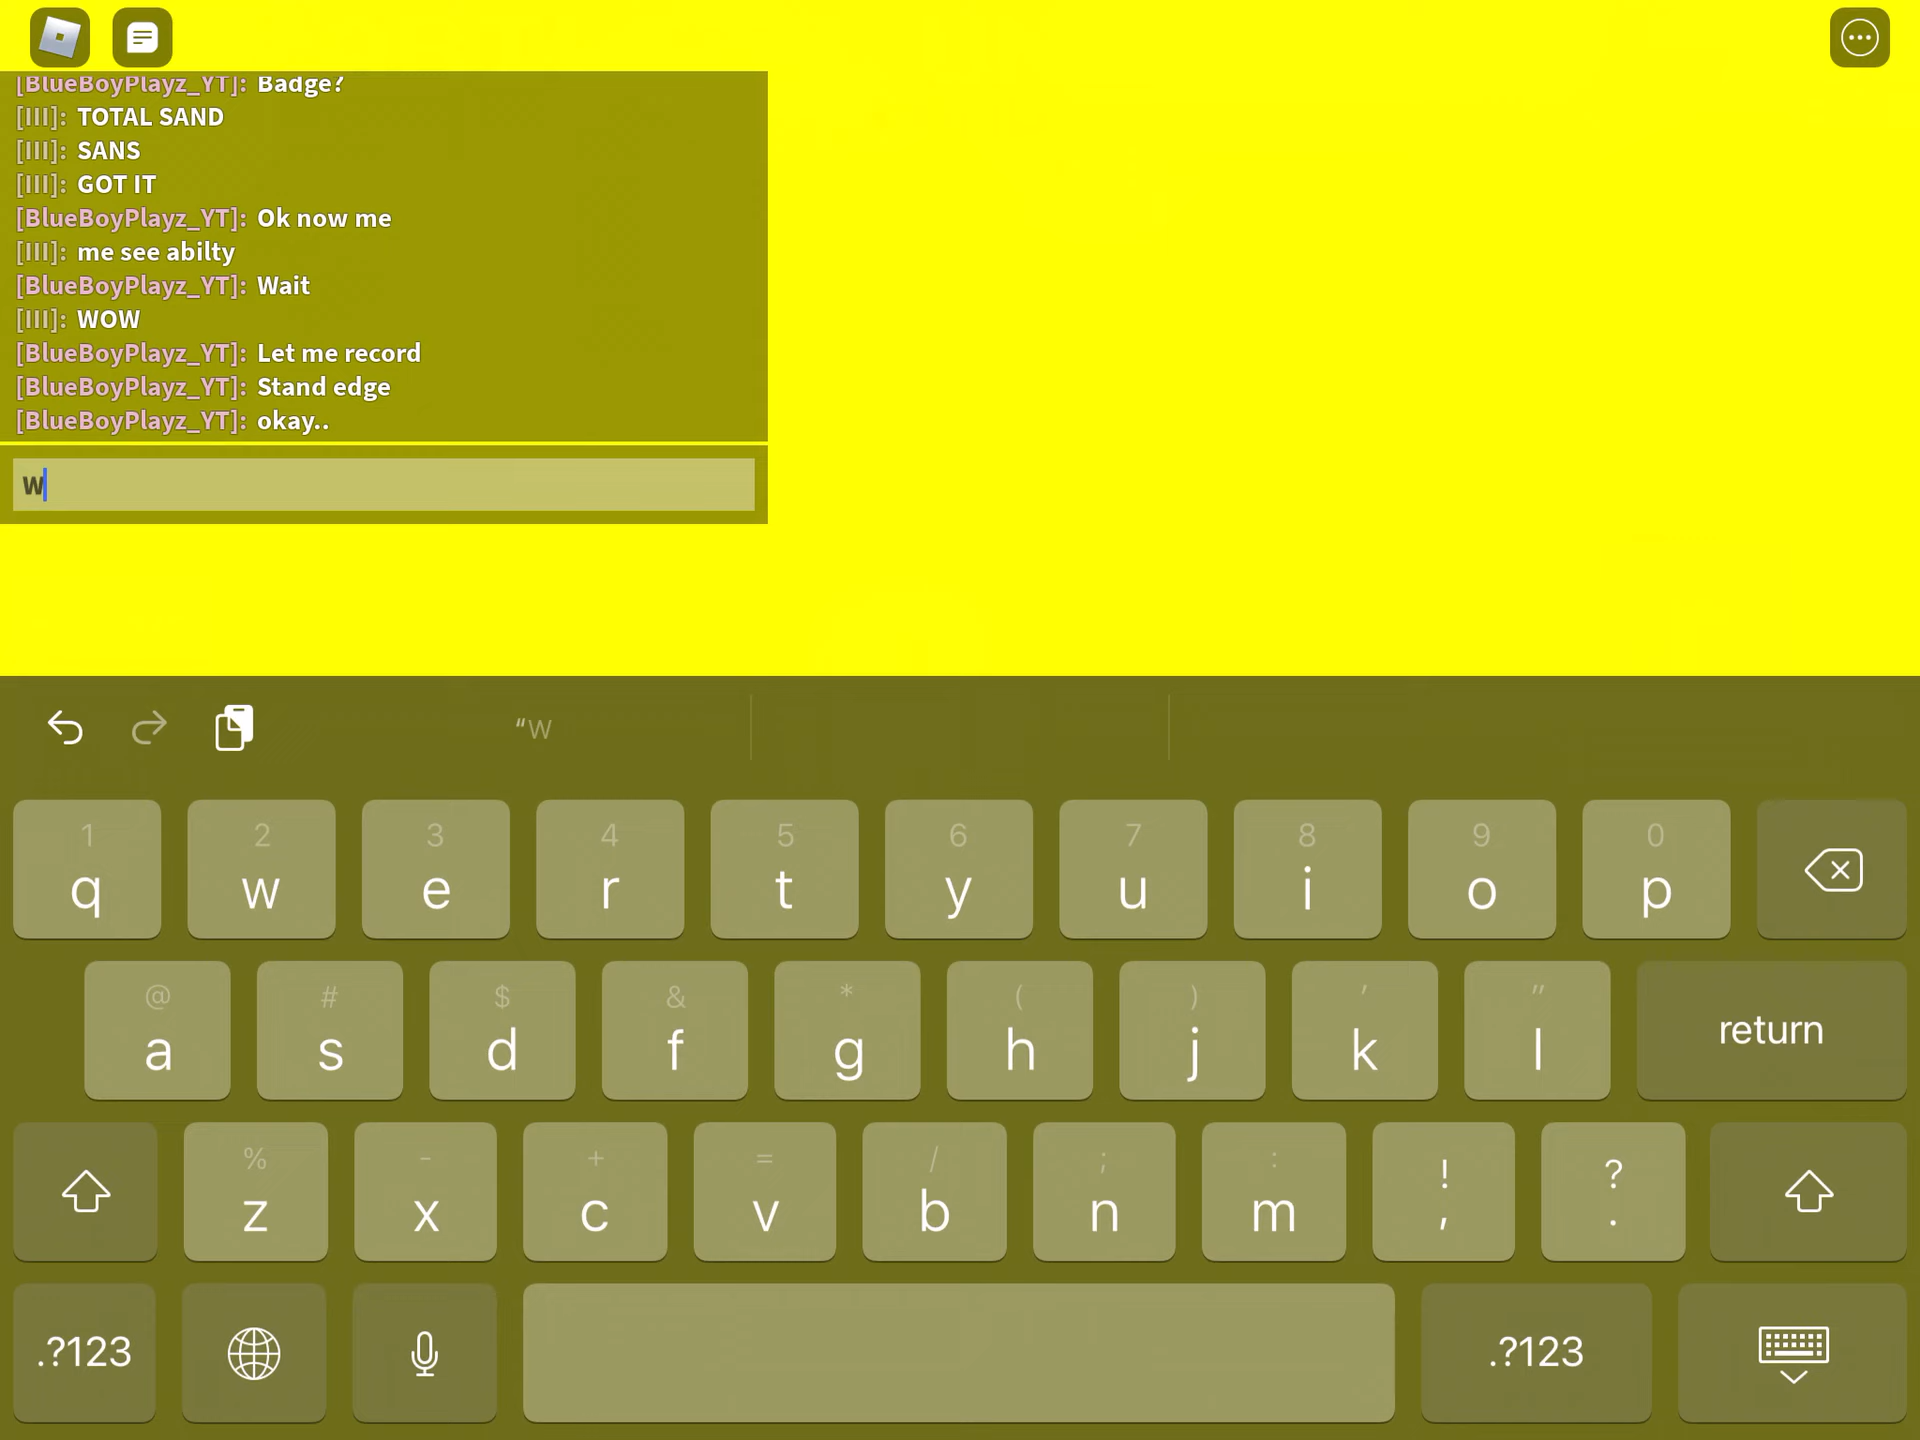 [BlueBoyPlayz_YT]: Badge?
[III]: TOTAL SAND
[III]: SANS
[III]: GOT IT
[BlueBoyPlayz_YT]: Ok now me
[III]: me see abilty
[BlueBoyPlayz_YT]: Wait
[III]: WOW
[BlueBoyPlayz_YT]: Let me record
[BlueBoyPlayz_YT]: Stand edge
[BlueBoyPlayz_YT]: okay..
w
“W
1 2 3 4 5 6 7 8 9 0
q w e r t y u i o p
@ # $ & * ( ) ' "
a s d f g h j k l return
% - + = / ; : ! ?
z x c v b n m , .
.?123 .?123